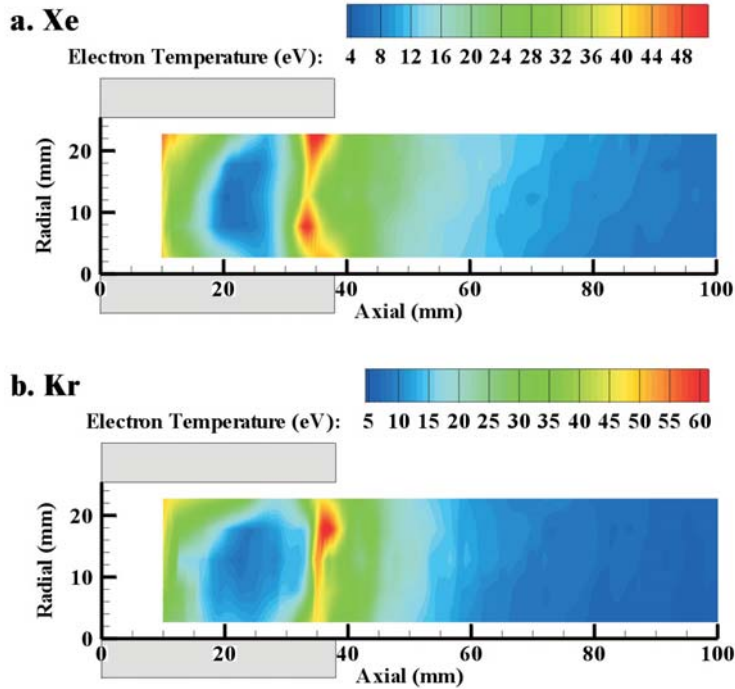 a. Xe
Electron Temperature (eV):
4 8 12 16 20 24 28 32 36 40 44 48
Radial (mm)
20
10
0
0 20 40 60 80 100
Axial (mm)
b. Kr
Electron Temperature (eV):
5 10 15 20 25 30 35 40 45 50 55 60
Radial (mm)
20
10
0
0 20 40 60 80 100
Axial (mm)